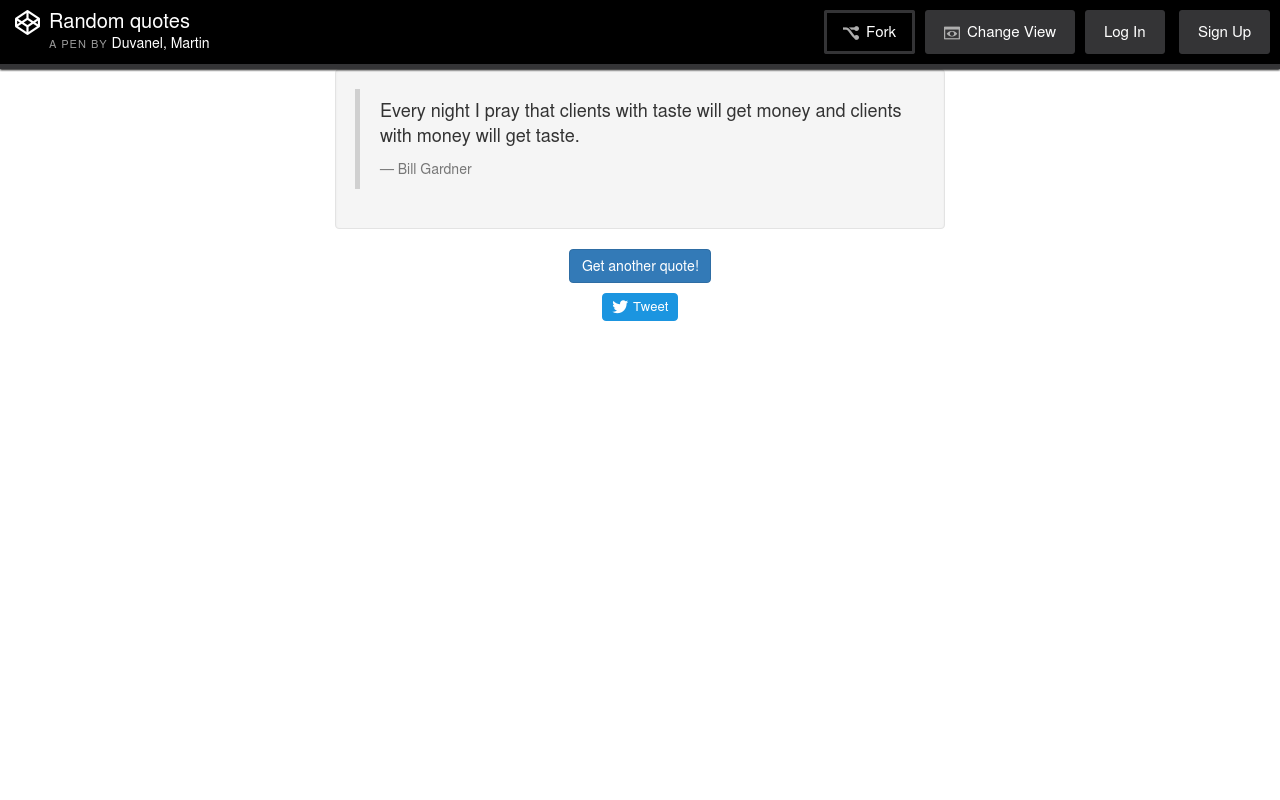 Random quotes
A PEN BY Duvanel, Martin
Fork
Change View
Log In
Sign Up
Every night I pray that clients with taste will get money and clients
with money will get taste.
— Bill Gardner
Get another quote!
Tweet